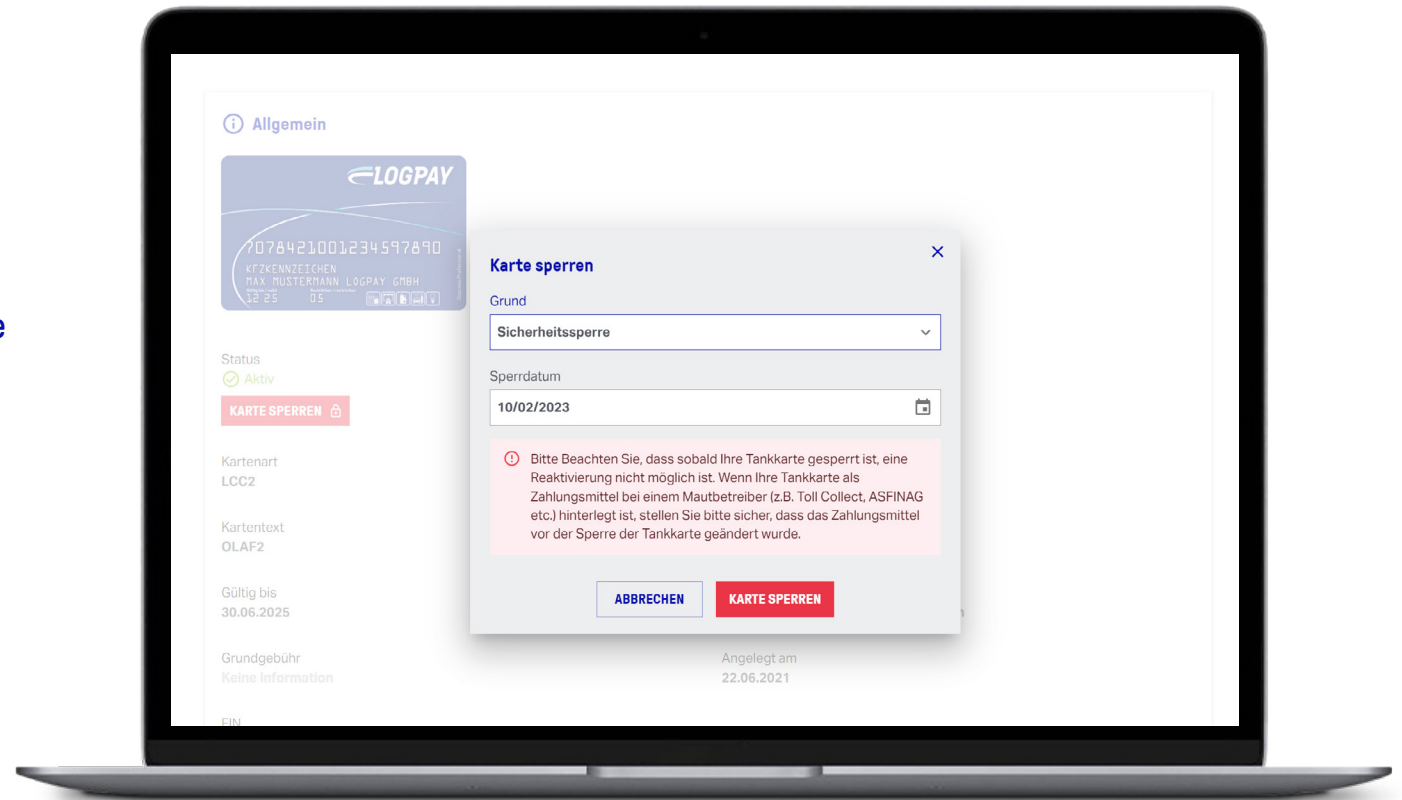 Allgemein
LOGPAY
7078421001234597890
KFZKENNZEICHEN
MAX MUSTERMANN LOGPAY GMBH
12 25 05
e
Status
Aktiv
KARTE SPERREN
Kartenart
LCC2
Kartentext
OLAF2
Gültig bis
30.06.2025
Grundgebühr
Keine Information
Angelegt am
22.06.2021
FIN
Karte sperren
Grund
Sicherheitssperre
Sperrdatum
10/02/2023
Bitte Beachten Sie, dass sobald Ihre Tankkarte gesperrt ist, eine
Reaktivierung nicht möglich ist. Wenn Ihre Tankkarte als
Zahlungsmittel bei einem Mautbetreiber (z.B. Toll Collect, ASFINAG
etc.) hinterlegt ist, stellen Sie bitte sicher, dass das Zahlungsmittel
vor der Sperre der Tankkarte geändert wurde.
ABBRECHEN
KARTE SPERREN